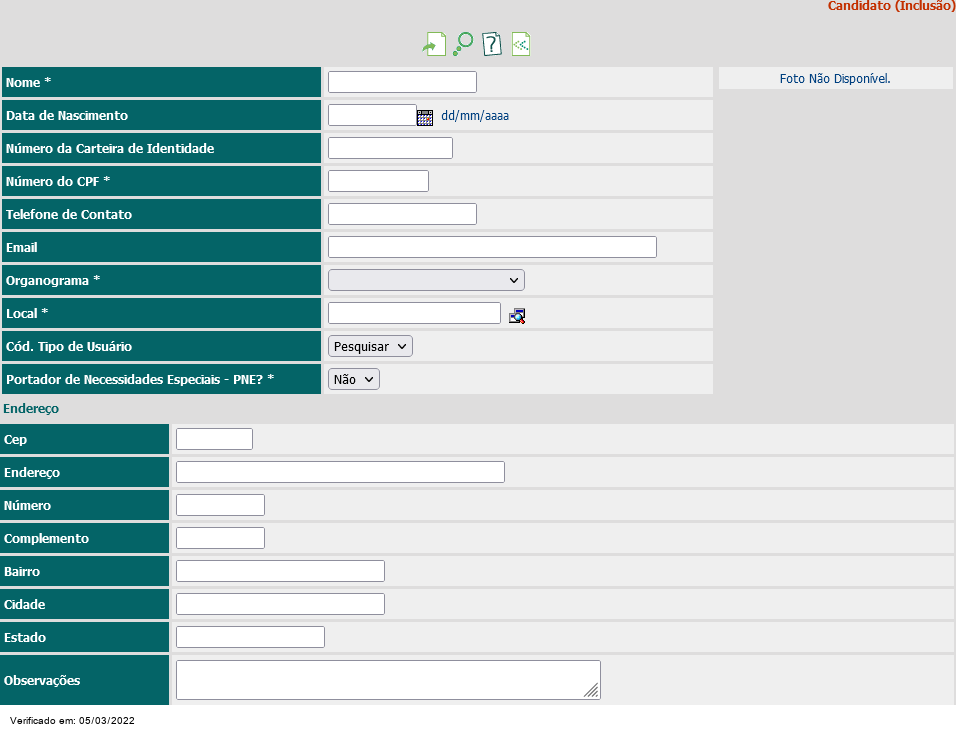 Candidato (Inclusão)
Nome *
Foto Não Disponível.
Data de Nascimento
dd/mm/aaaa
Número da Carteira de Identidade
Número do CPF *
Telefone de Contato
Email
Organograma *
Local *
Cód. Tipo de Usuário
Pesquisar
Portador de Necessidades Especiais - PNE? *
Não
Endereço
Cep
Endereço
Número
Complemento
Bairro
Cidade
Estado
Observações
Verificado em: 05/03/2022